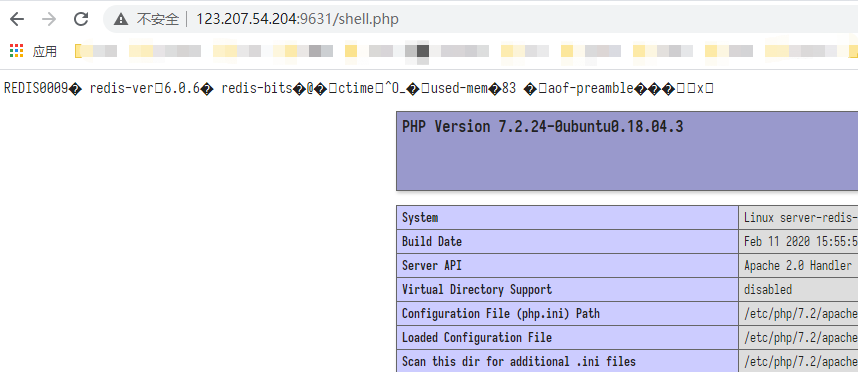 不安全 123.207.54.204:9631/shell.php
应用
REDIS0009� redis-ver 6.0.6� redis-bits�@� ctime ^O_� used-mem�83 � aof-preamble��� x
PHP Version 7.2.24-0ubuntu0.18.04.3
System Linux server-redis-
Build Date Feb 11 2020 15:55:5
Server API Apache 2.0 Handler
Virtual Directory Support disabled
Configuration File (php.ini) Path /etc/php/7.2/apache
Loaded Configuration File /etc/php/7.2/apache
Scan this dir for additional .ini files /etc/php/7.2/apache